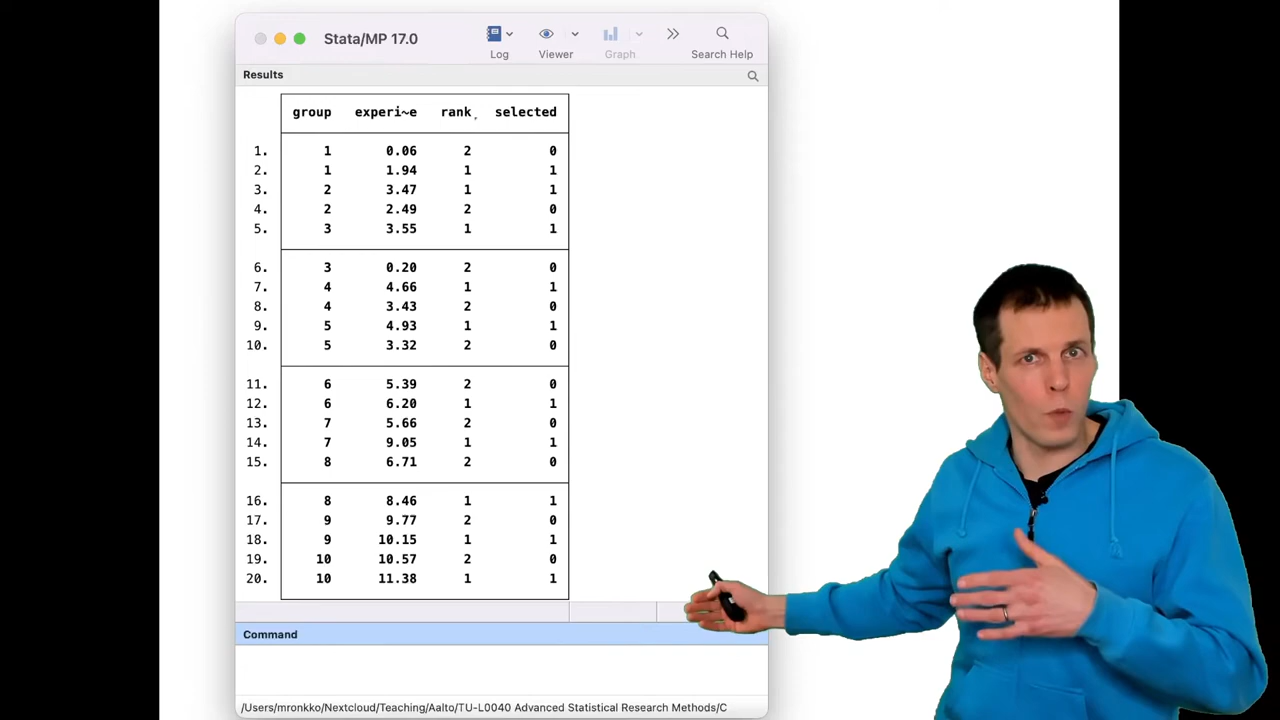 Stata/MP 17.0
Log
Viewer
Graph
Search Help
Results
group experi~e rank selected
1. 1 0.06 2 0
2. 1 1.94 1 1
3. 2 3.47 1 1
4. 2 2.49 2 0
5. 3 3.55 1 1
6. 3 0.20 2 0
7. 4 4.66 1 1
8. 4 3.43 2 0
9. 5 4.93 1 1
10. 5 3.32 2 0
11. 6 5.39 2 0
12. 6 6.20 1 1
13. 7 5.66 2 0
14. 7 9.05 1 1
15. 8 6.71 2 0
16. 8 8.46 1 1
17. 9 9.77 2 0
18. 9 10.15 1 1
19. 10 10.57 2 0
20. 10 11.38 1 1
Command
/Users/mronkko/Nextcloud/Teaching/Aalto/TU-L0040 Advanced Statistical Research Methods/C